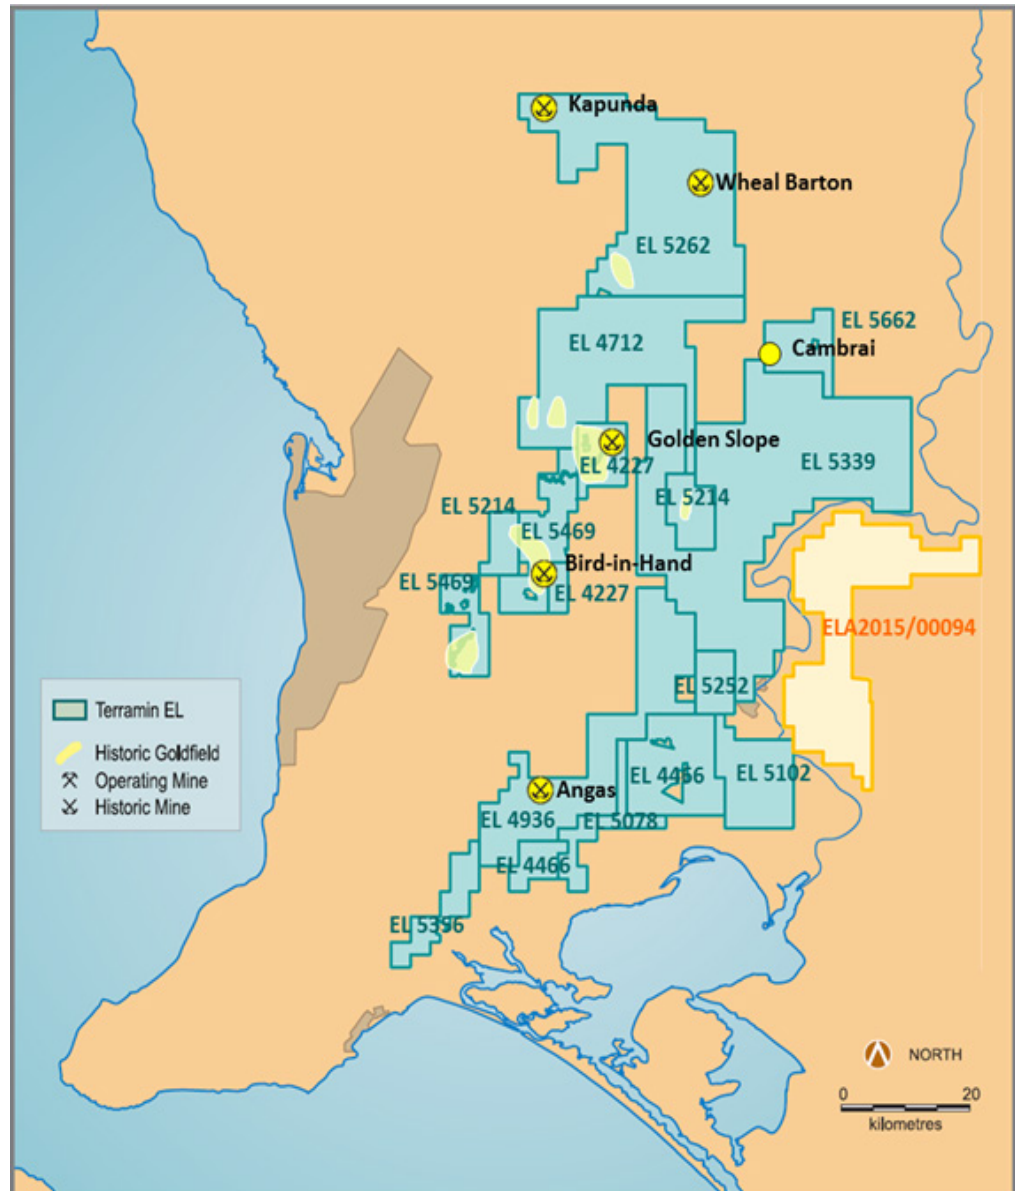 Kapunda
Wheal Barton
EL 5262
EL 5662
EL 4712
Cambrai
Golden Slope
EL 4227
EL 5339
EL 5214
EL 5214
EL 5469
Bird-in-Hand
EL 5469
EL 4227
ELA2015/00094
EL 5252
Terramin EL
Historic Goldfield
Operating Mine
Historic Mine
EL 4466
EL 5102
Angas
EL 4936
EL 5078
EL 4466
EL 5396
NORTH
0 20
kilometres